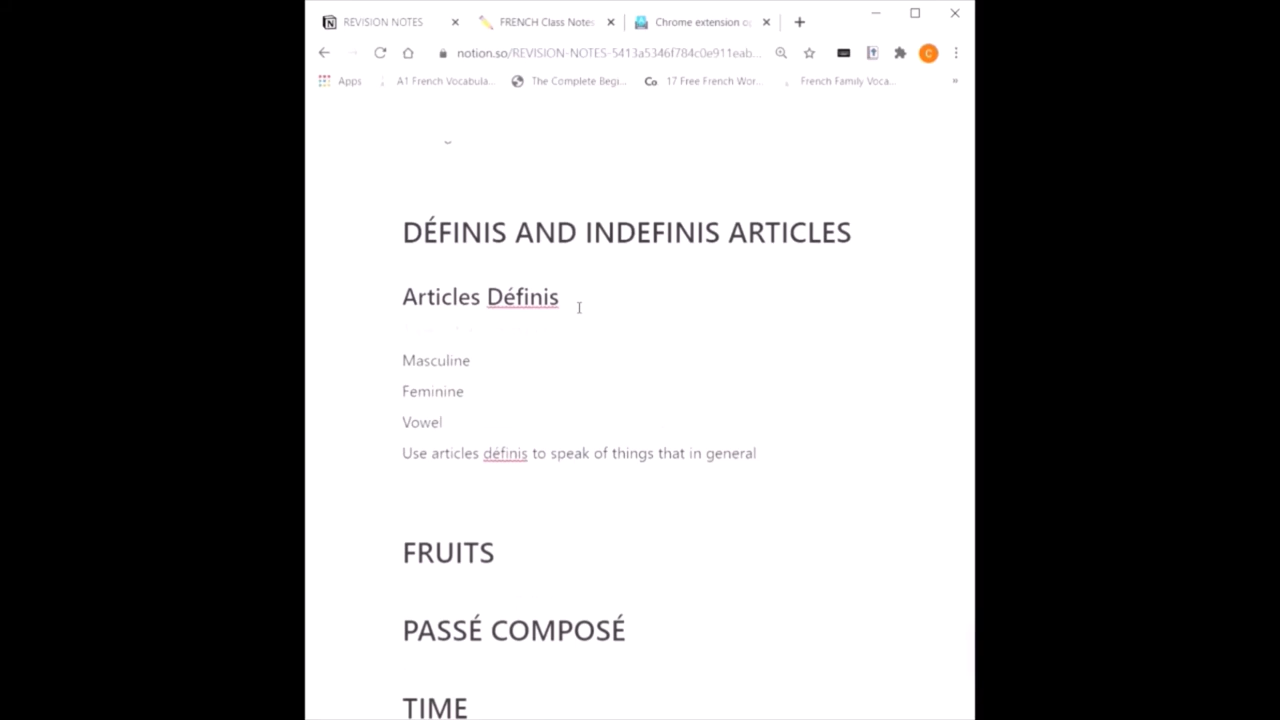 REVISION NOTES
FRENCH Class Notes
Chrome extension op
notion.so/REVISION-NOTES-5413a5346f784c0e911eab...
Apps
A1 French Vocabula...
The Complete Begi...
Co
17 Free French Wor...
French Family Voca...
DÉFINIS AND INDEFINIS ARTICLES
Articles Définis
Masculine
Feminine
Vowel
Use articles définis to speak of things that in general
FRUITS
PASSÉ COMPOSÉ
TIME